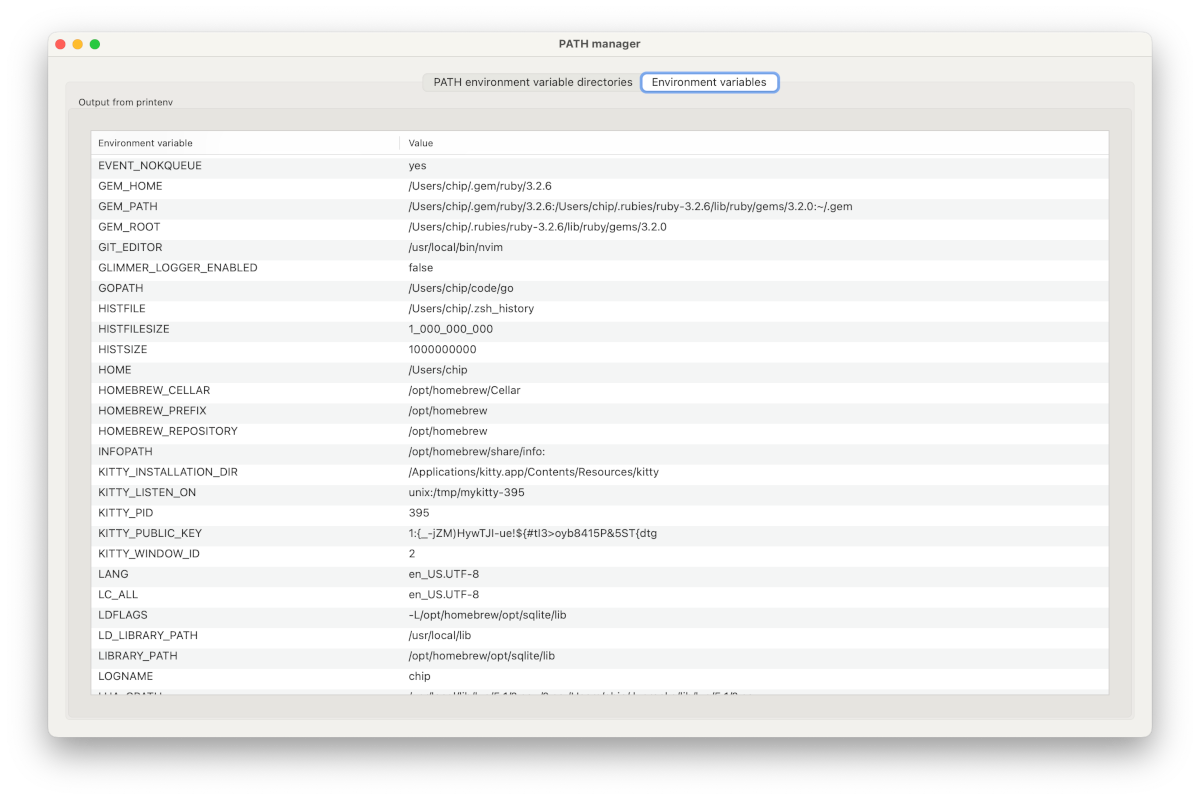 PATH manager
PATH environment variable directories Environment variables
Output from printenv
Environment variable Value
EVENT_NOKQUEUE yes
GEM_HOME /Users/chip/.gem/ruby/3.2.6
GEM_PATH /Users/chip/.gem/ruby/3.2.6:/Users/chip/.rubies/ruby-3.2.6/lib/ruby/gems/3.2.0:~/.gem
GEM_ROOT /Users/chip/.rubies/ruby-3.2.6/lib/ruby/gems/3.2.0
GIT_EDITOR /usr/local/bin/nvim
GLIMMER_LOGGER_ENABLED false
GOPATH /Users/chip/code/go
HISTFILE /Users/chip/.zsh_history
HISTFILESIZE 1_000_000_000
HISTSIZE 1000000000
HOME /Users/chip
HOMEBREW_CELLAR /opt/homebrew/Cellar
HOMEBREW_PREFIX /opt/homebrew
HOMEBREW_REPOSITORY /opt/homebrew
INFOPATH /opt/homebrew/share/info:
KITTY_INSTALLATION_DIR /Applications/kitty.app/Contents/Resources/kitty
KITTY_LISTEN_ON unix:/tmp/mykitty-395
KITTY_PID 395
KITTY_PUBLIC_KEY 1:{_-jZM)HywTJI-ue!${#tI3>oyb8415P&5ST{dtg
KITTY_WINDOW_ID 2
LANG en_US.UTF-8
LC_ALL en_US.UTF-8
LDFLAGS -L/opt/homebrew/opt/sqlite/lib
LD_LIBRARY_PATH /usr/local/lib
LIBRARY_PATH /opt/homebrew/opt/sqlite/lib
LOGNAME chip